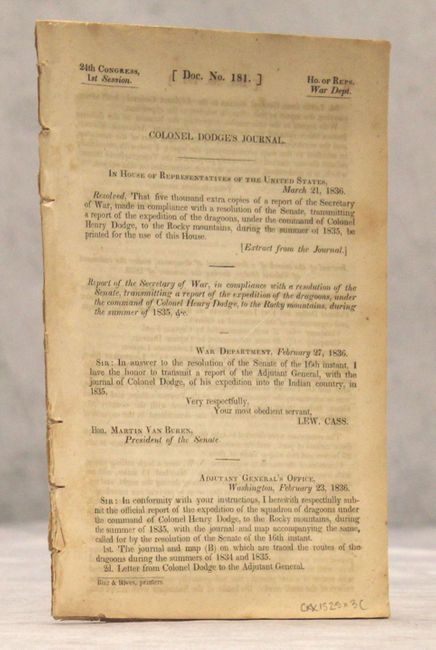 24th Congress,
1st Session.
[ Doc. No. 181. ]
Ho. of Reps.
War Dept.
COLONEL DODGE'S JOURNAL.
In House of Representatives of the United States,
March 21, 1836.
Resolved, That five thousand extra copies of a report of the Secretary
of War, made in compliance with a resolution of the Senate, transmitting
a report of the expedition of the dragoons, under the command of Colonel
Henry Dodge, to the Rocky mountains, during the summer of 1835, be
printed for the use of this House.
[Extract from the Journal.]
Report of the Secretary of War, in compliance with a resolution of the
Senate, transmitting a report of the expedition of the dragoons, under
the command of Colonel Henry Dodge, to the Rocky mountains, during
the summer of 1835, &c.
War Department, February 27, 1836.
Sir: In answer to the resolution of the Senate of the 16th instant, I
have the honor to transmit a report of the Adjutant General, with the
journal of Colonel Dodge, of his expedition into the Indian country, in
1835.
Very respectfully,
Your most obedient servant,
LEW. CASS.
Hon. Martin Van Buren,
President of the Senate.
Adjutant General's Office,
Washington, February 23, 1836.
Sir: In conformity with your instructions, I herewith respectfully sub-
mit the official report of the expedition of the squadron of dragoons under
the command of Colonel Henry Dodge, to the Rocky mountains, during
the summer of 1835, with the journal and map accompanying the same,
called for by the resolution of the Senate of the 16th instant.
1st. The journal and map (B) on which are traced the routes of the
dragoons during the summers of 1834 and 1835.
2d. Letter from Colonel Dodge to the Adjutant General.
Blair & Rives, printers.